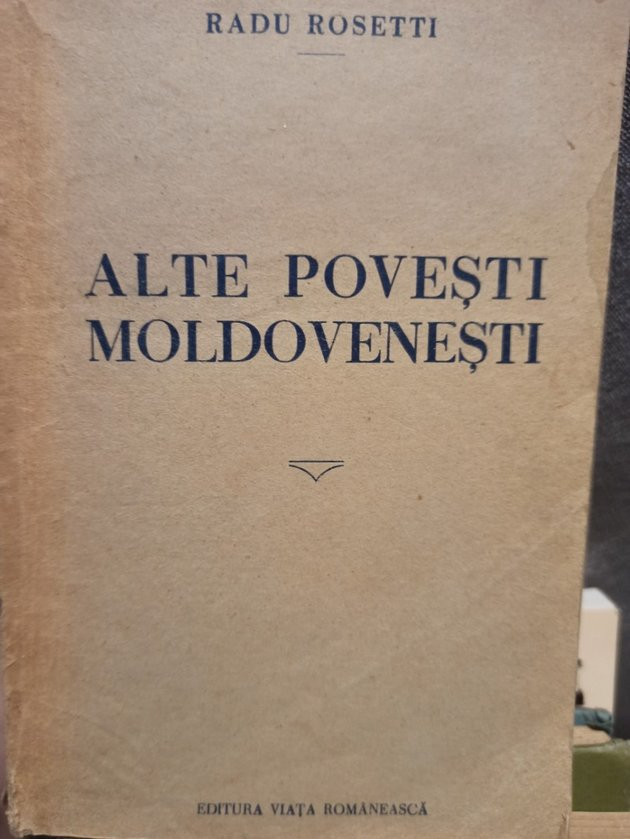 RADU ROSETTI
ALTE POVEȘTI
MOLDOVENEȘTI
EDITURA VIAȚA ROMÂNEASCĂ